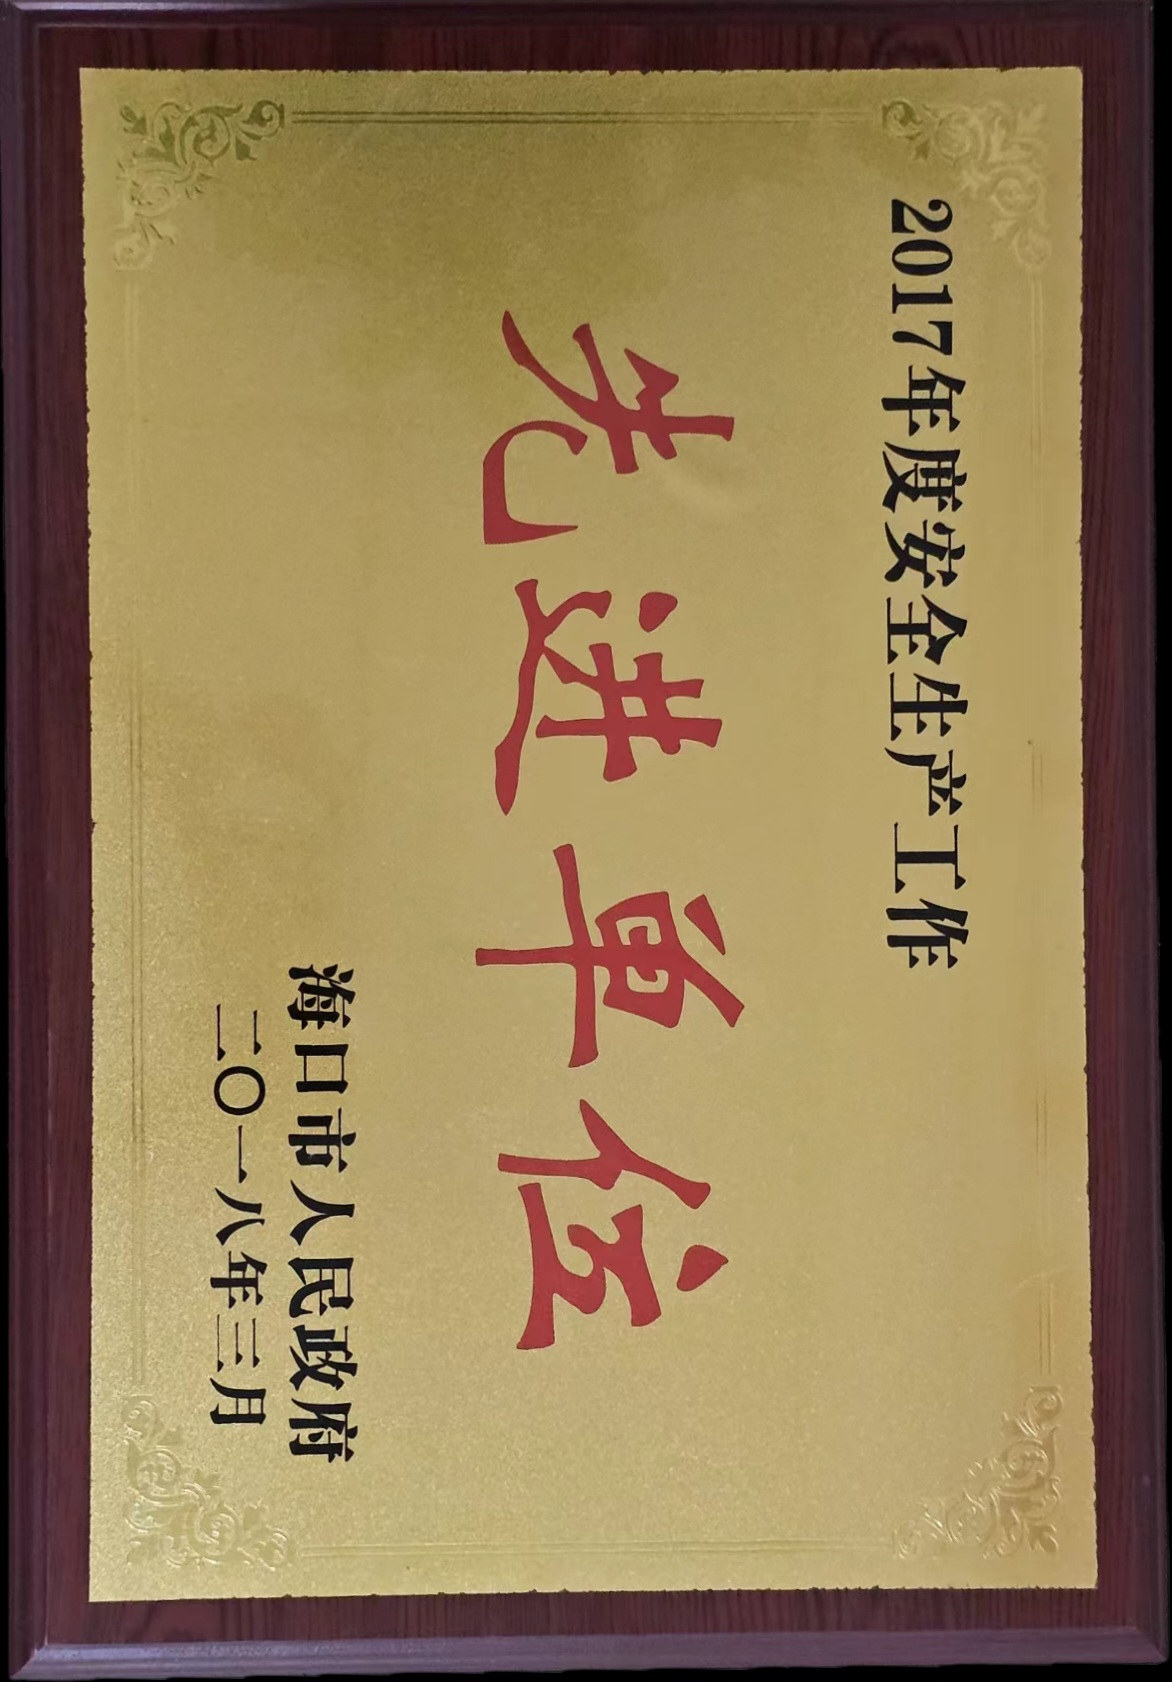 2017年度安全生产工作
先进单位
海口市人民政府
二〇一八年三月